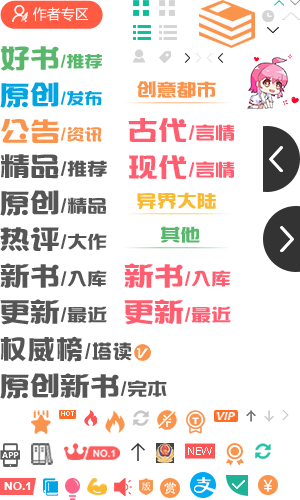 作者专区
好书/推荐
原创/发布
创意都市
公告/资讯
古代/言情
精品/推荐
现代/言情
原创/精品
异界大陆
热评/大作
其他
新书/入库
新书/入库
更新/最近
更新/最近
权威榜/塔读 V
原创新书/完本
HOT
VIP
APP
NO.1
NEW
NO.1
版
赏
支